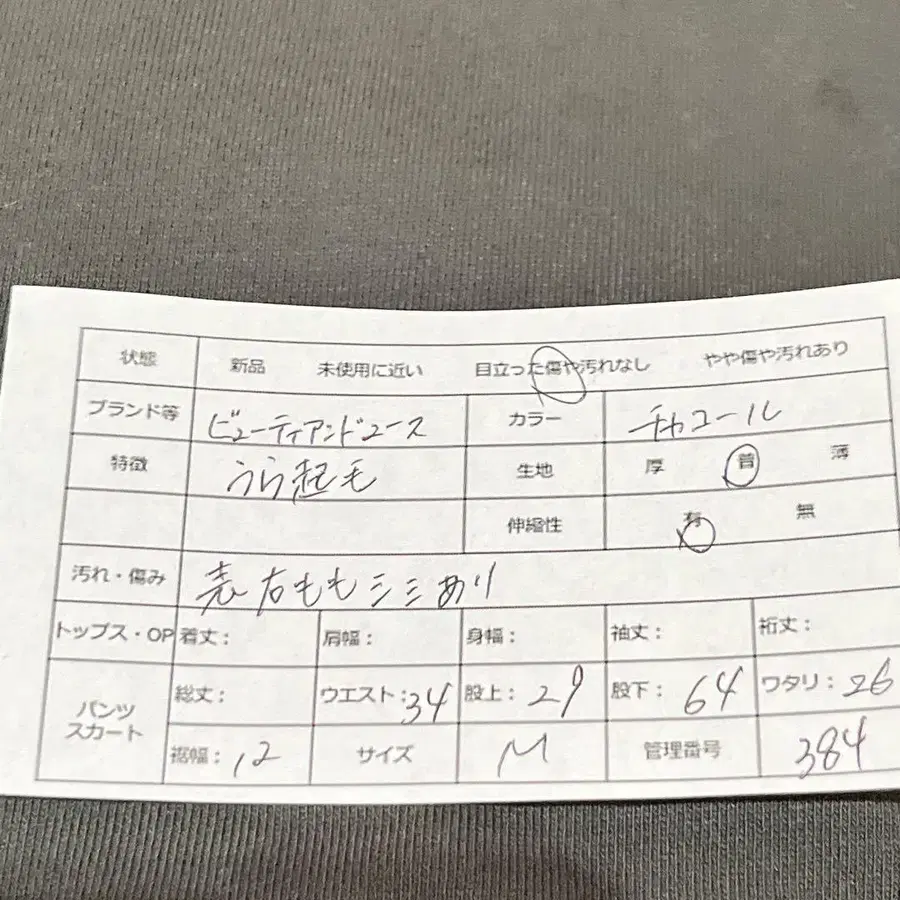 状態 新品 未使用に近い 目立った傷や汚れなし やや傷や汚れあり
ブランド等 ビューティアンドユース カラー チャコール
特徴 うら起毛 生地 厚 普 薄
伸縮性 有 無
汚れ・傷み 表右ももシミあり
トップス・OP 着丈: 肩幅: 身幅: 袖丈: 裄丈:
パンツ スカート 総丈: ウエスト:34 股上:29 股下:64 ワタリ:26
裾幅:12 サイズ M 管理番号 384